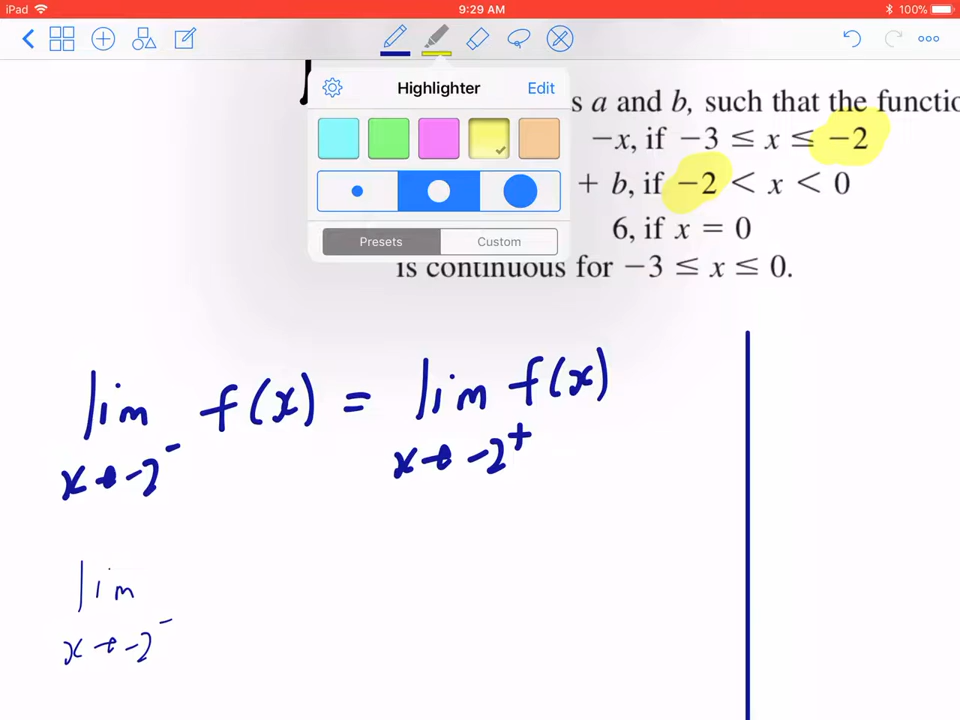 iPad 9:29 AM 100%
Highlighter Edit
Presets Custom
s a and b, such that the functio
−x, if −3 ≤ x ≤ −2
+ b, if −2 < x < 0
6, if x = 0
is continuous for −3 ≤ x ≤ 0.
lim f(x) = lim f(x)
x→-2⁻ x→-2⁺
lim
x→-2⁻